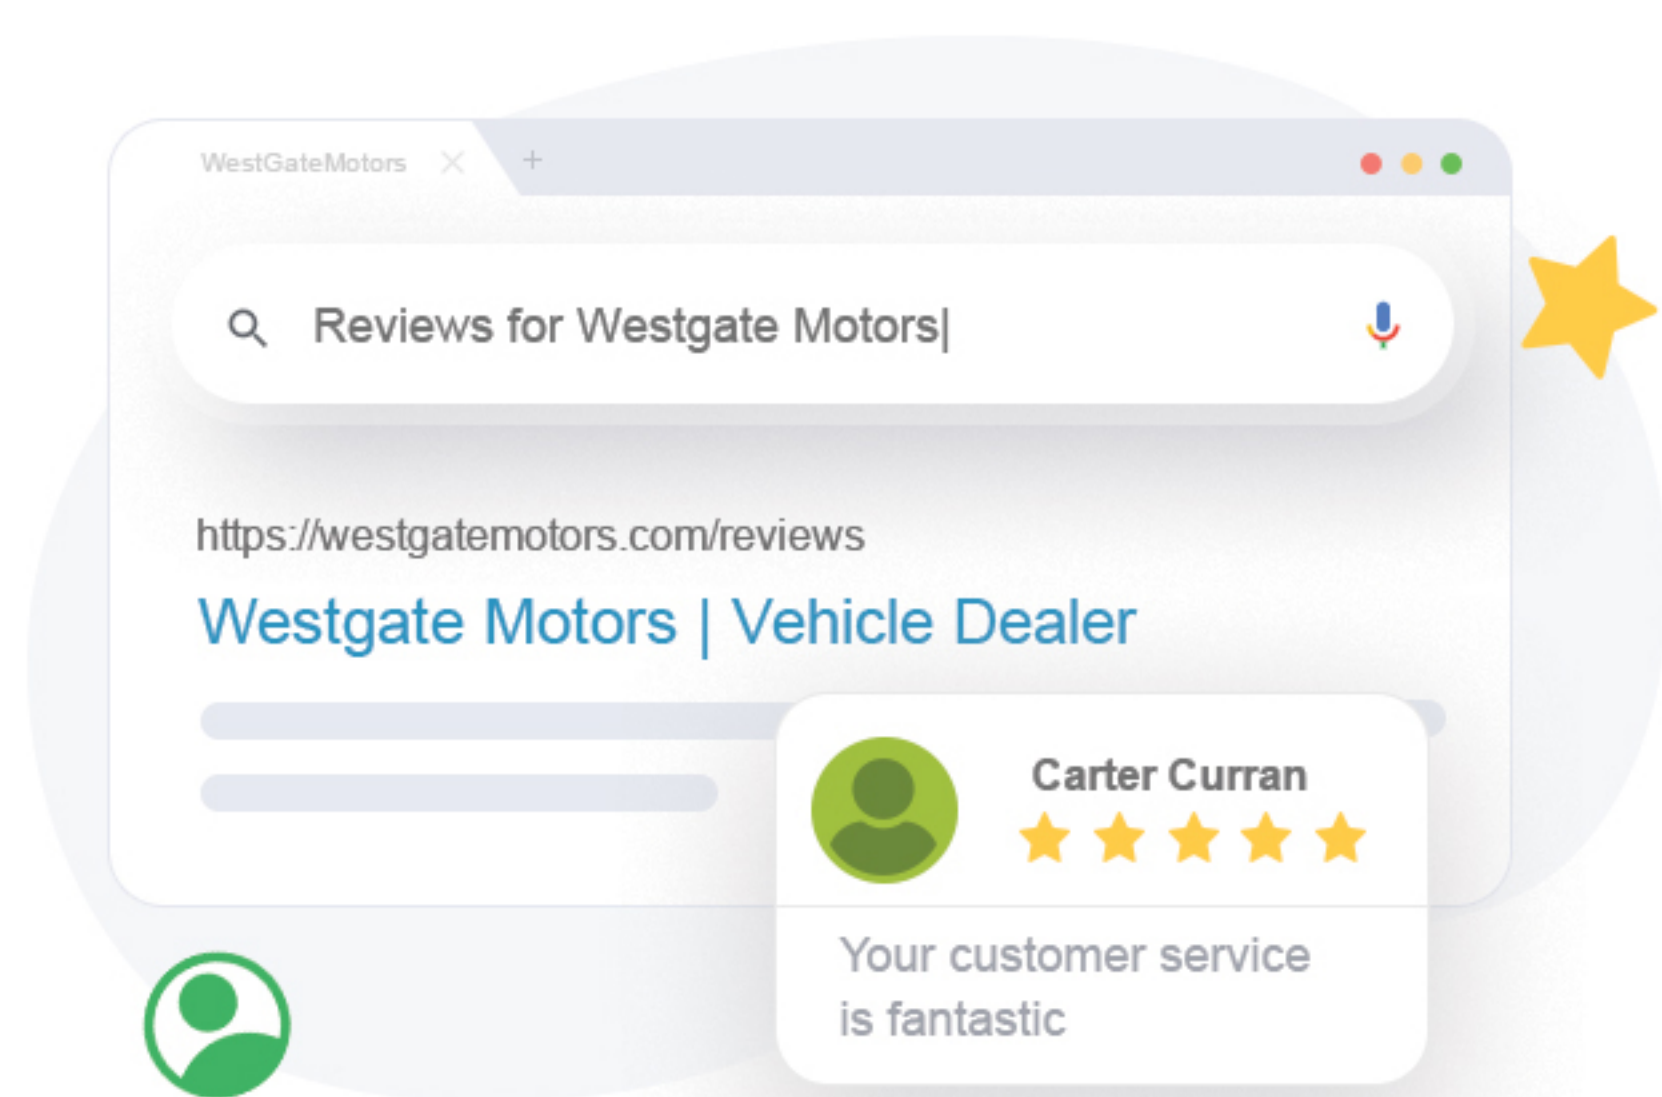 WestGateMotors
Reviews for Westgate Motors
https://westgatemotors.com/reviews
Westgate Motors | Vehicle Dealer
Carter Curran
Your customer service
is fantastic